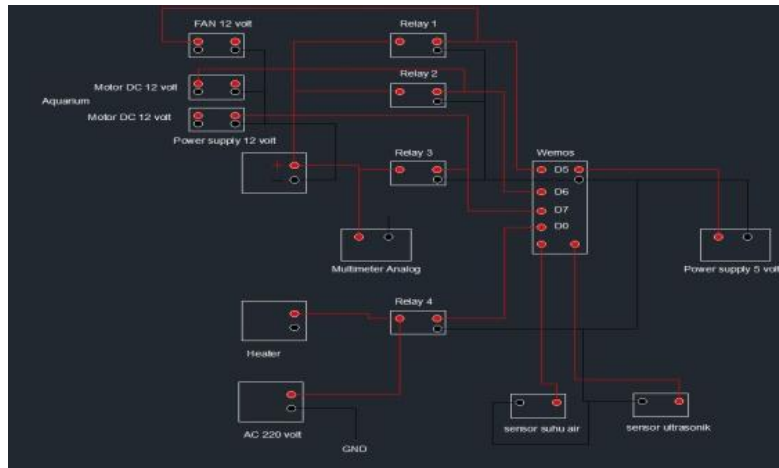 FAN 12 volt
Relay 1
Relay 2
Motor DC 12 volt
Aquarium
Motor DC 12 volt
Power supply 12 volt
Relay 3
Wemos
D5
D6
D7
D0
Multimeter Analog
Power supply 5 volt
Relay 4
Heater
AC 220 volt
GND
sensor suhu air
sensor ultrasonik